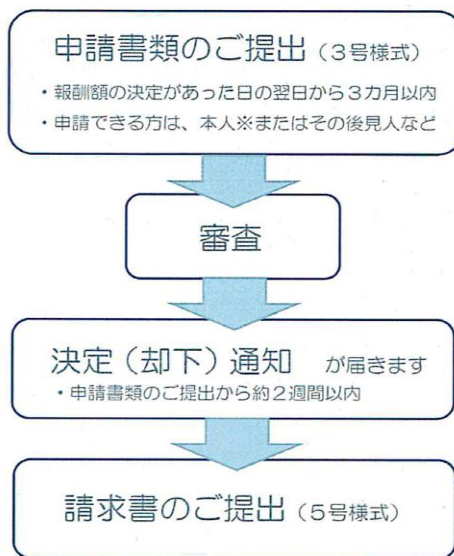 申請書類のご提出（3号様式）
・報酬額の決定があった日の翌日から3カ月以内
・申請できる方は、本人※またはその後見人など
審査
決定（却下）通知 が届きます
・申請書類のご提出から約2週間以内
請求書のご提出（5号様式）